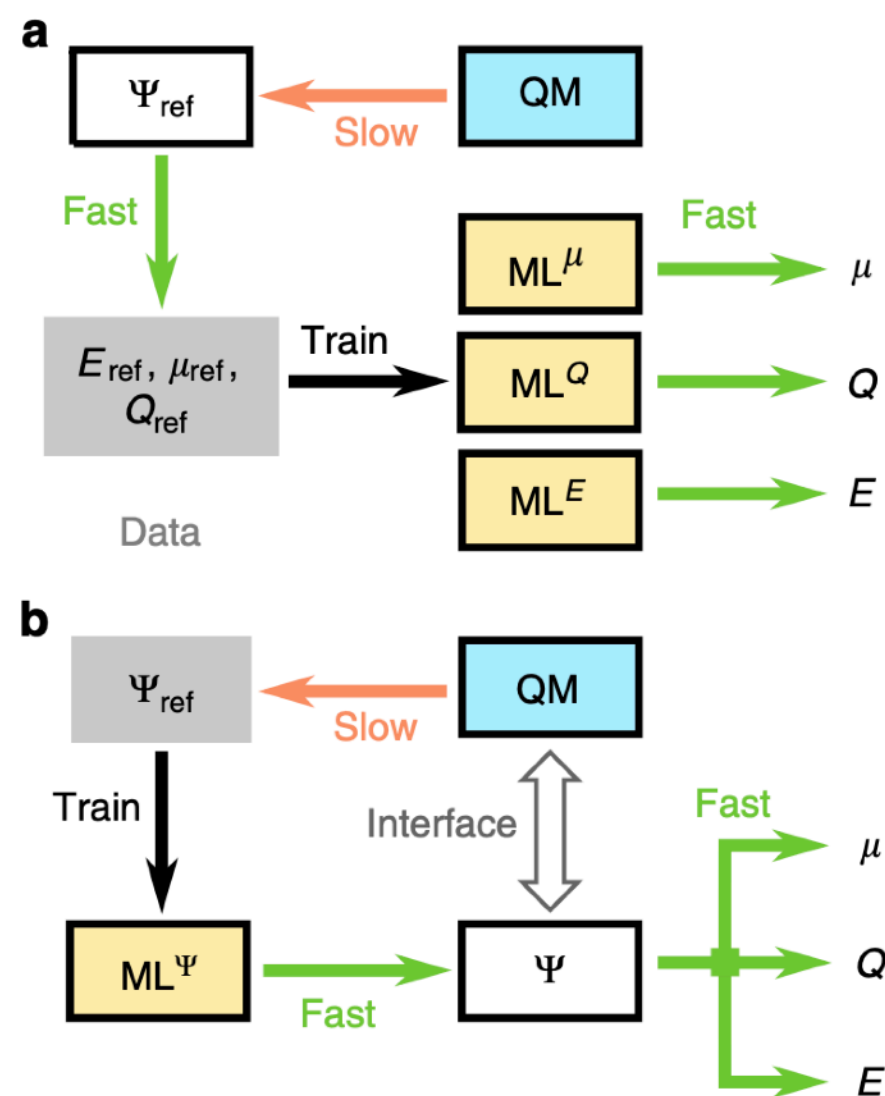 a
Ψref
QM
Slow
Fast
MLμ
Fast
μ
Eref, μref,
Qref
Train
MLQ
Q
MLE
E
Data
b
Ψref
QM
Slow
Train
Interface
Fast
μ
MLΨ
Fast
Ψ
Q
E